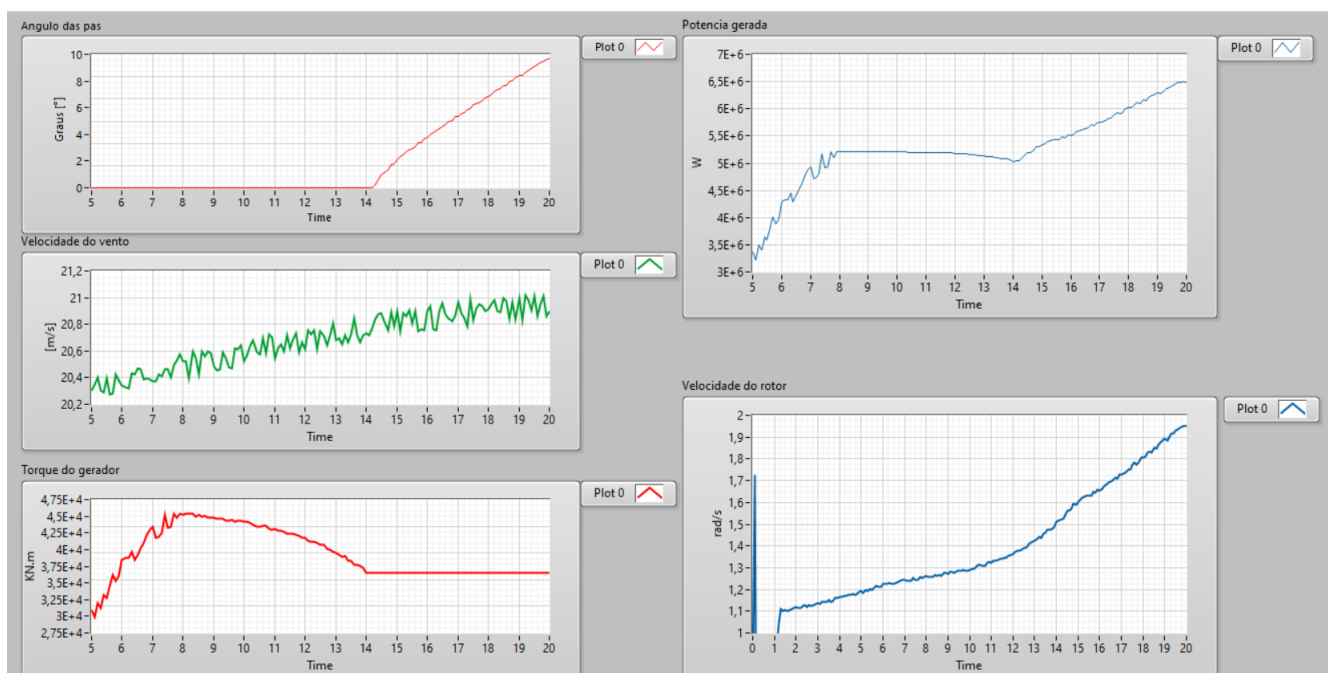 Angulo das pas
Plot 0
Graus [°]
10
8
6
4
2
0
5 6 7 8 9 10 11 12 13 14 15 16 17 18 19 20
Time
Velocidade do vento
Plot 0
[m/s]
21,2
21
20,8
20,6
20,4
20,2
5 6 7 8 9 10 11 12 13 14 15 16 17 18 19 20
Time
Torque do gerador
Plot 0
KN.m
4,75E+4
4,5E+4
4,25E+4
4E+4
3,75E+4
3,5E+4
3,25E+4
3E+4
2,75E+4
5 6 7 8 9 10 11 12 13 14 15 16 17 18 19 20
Time
Potencia gerada
Plot 0
W
7E+6
6,5E+6
6E+6
5,5E+6
5E+6
4,5E+6
4E+6
3,5E+6
3E+6
5 6 7 8 9 10 11 12 13 14 15 16 17 18 19 20
Time
Velocidade do rotor
Plot 0
rad/s
2
1,9
1,8
1,7
1,6
1,5
1,4
1,3
1,2
1,1
1
0 1 2 3 4 5 6 7 8 9 10 11 12 13 14 15 16 17 18 19 20
Time